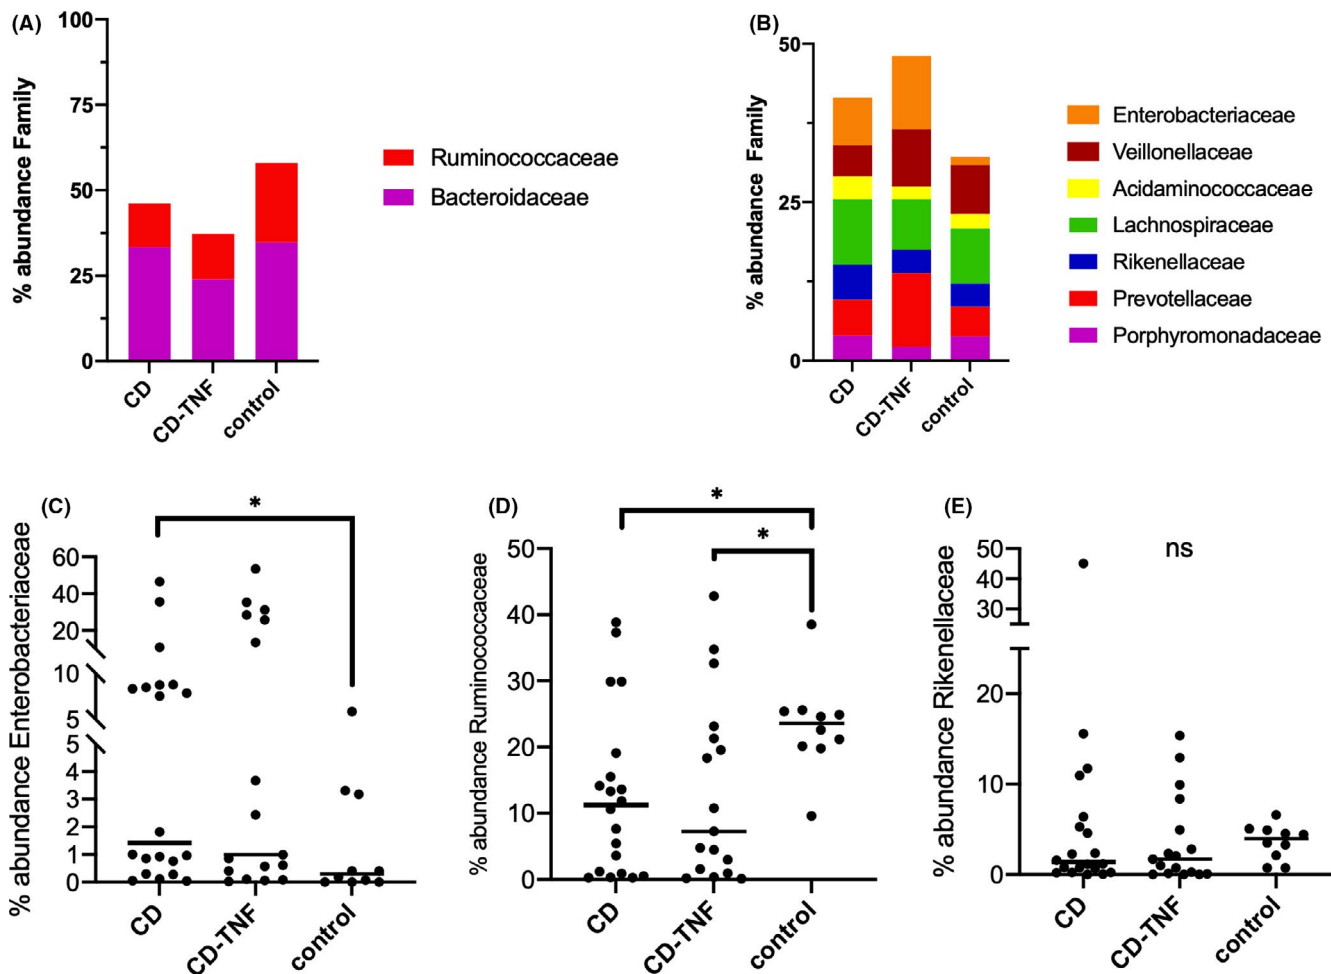 (A)
% abundance Family
100
75
50
25
0
CD
CD-TNF
control
Ruminococcaceae
Bacteroidaceae
(B)
% abundance Family
50
25
0
CD
CD-TNF
control
Enterobacteriaceae
Veillonellaceae
Acidaminococcaceae
Lachnospiraceae
Rikenellaceae
Prevotellaceae
Porphyromonadaceae
(C)
*
% abundance Enterobacteriaceae
60
40
20
10
5
5
4
3
2
1
0
CD
CD-TNF
control
(D)
*
*
% abundance Ruminococcaceae
50
40
30
20
10
0
CD
CD-TNF
control
(E)
ns
% abundance Rikenellaceae
50
40
30
20
10
0
CD
CD-TNF
control